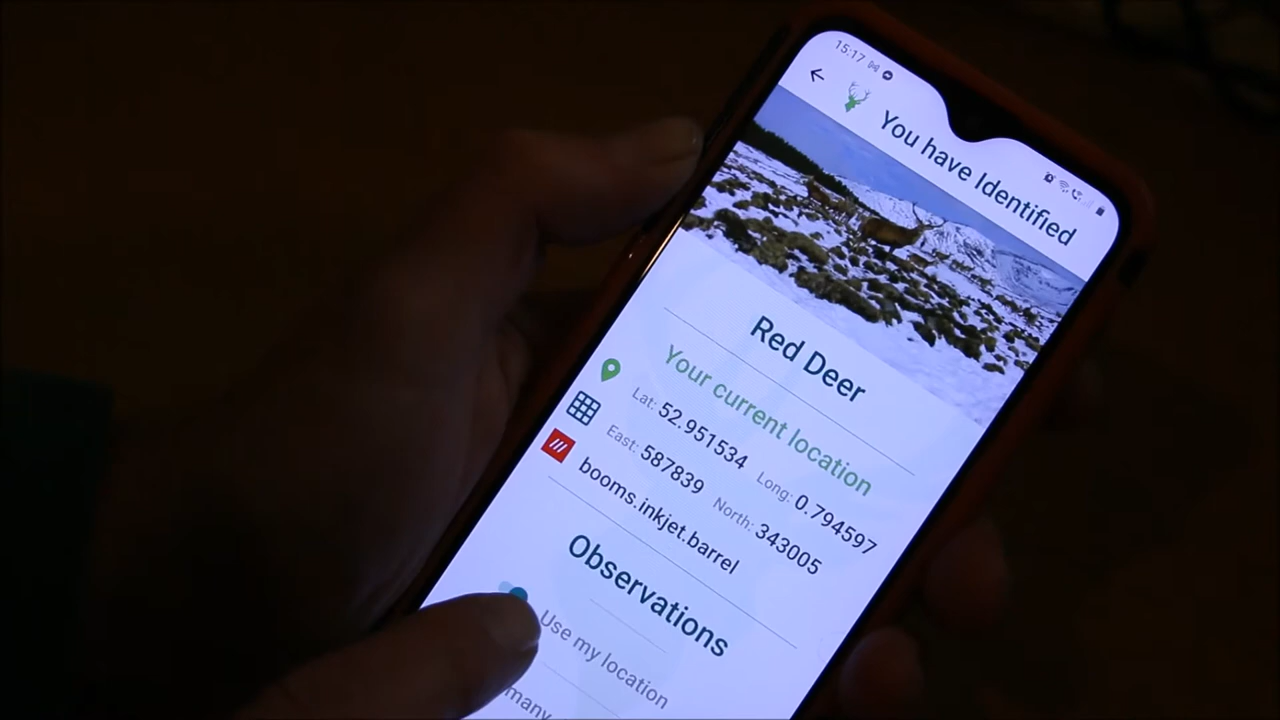 15:17
You have Identified
Red Deer
Your current location
Lat: 52.951534 Long: 0.794597
East: 587839 North: 343005
booms.inkjet.barrel
Observations
Use my location
many